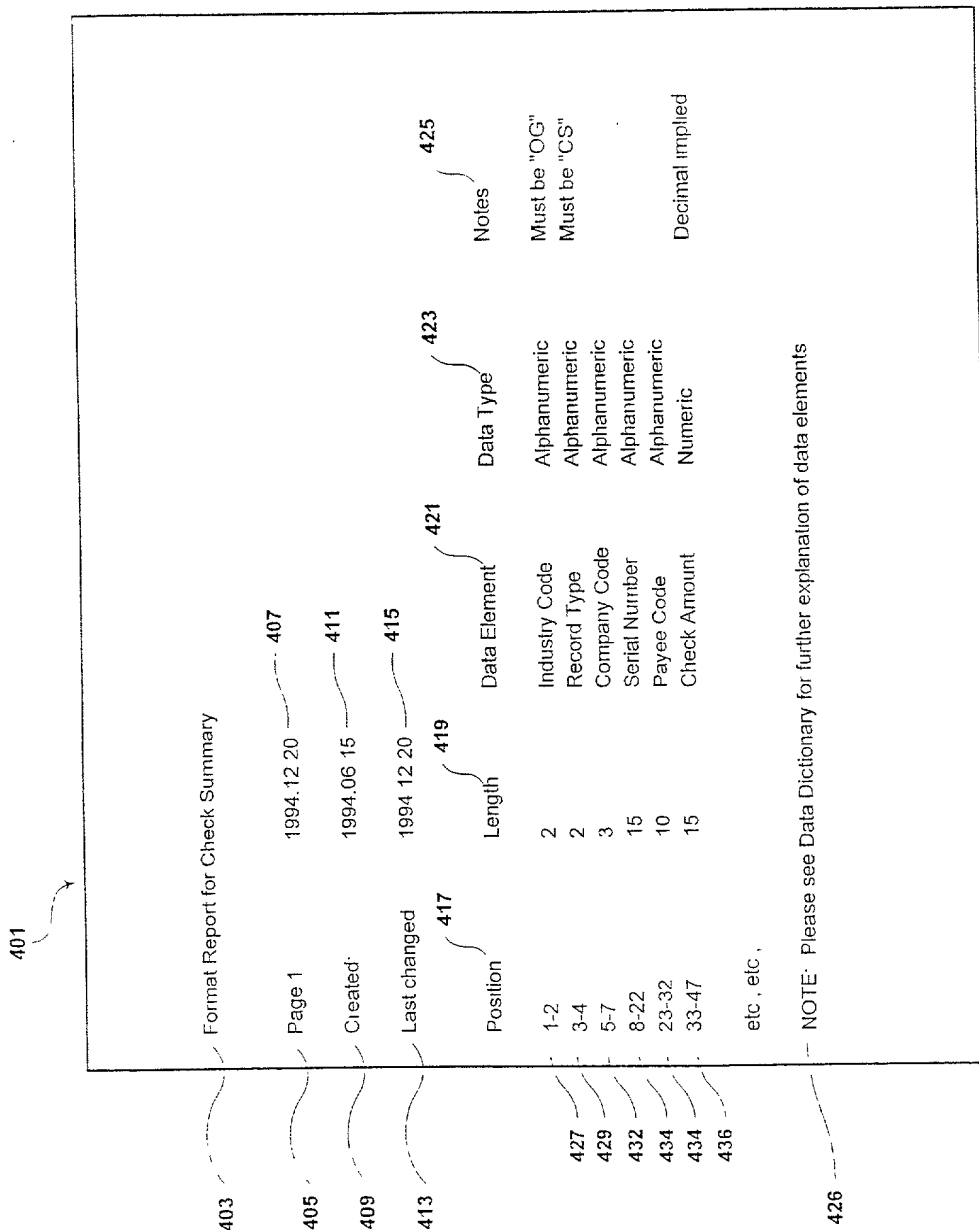 401
403 Format Report for Check Summary
405 Page 1 1994.12 20 407
409 Created· 1994.06 15 411
413 Last changed 1994 12 20 415
417 419 421 423 425
Position Length Data Element Data Type Notes
427 1-2 2 Industry Code Alphanumeric Must be "OG"
429 3-4 2 Record Type Alphanumeric Must be "CS"
432 5-7 3 Company Code Alphanumeric
434 8-22 15 Serial Number Alphanumeric
434 23-32 10 Payee Code Alphanumeric
436 33-47 15 Check Amount Numeric Decimal implied
etc , etc ,
426 NOTE· Please see Data Dictionary for further explanation of data elements